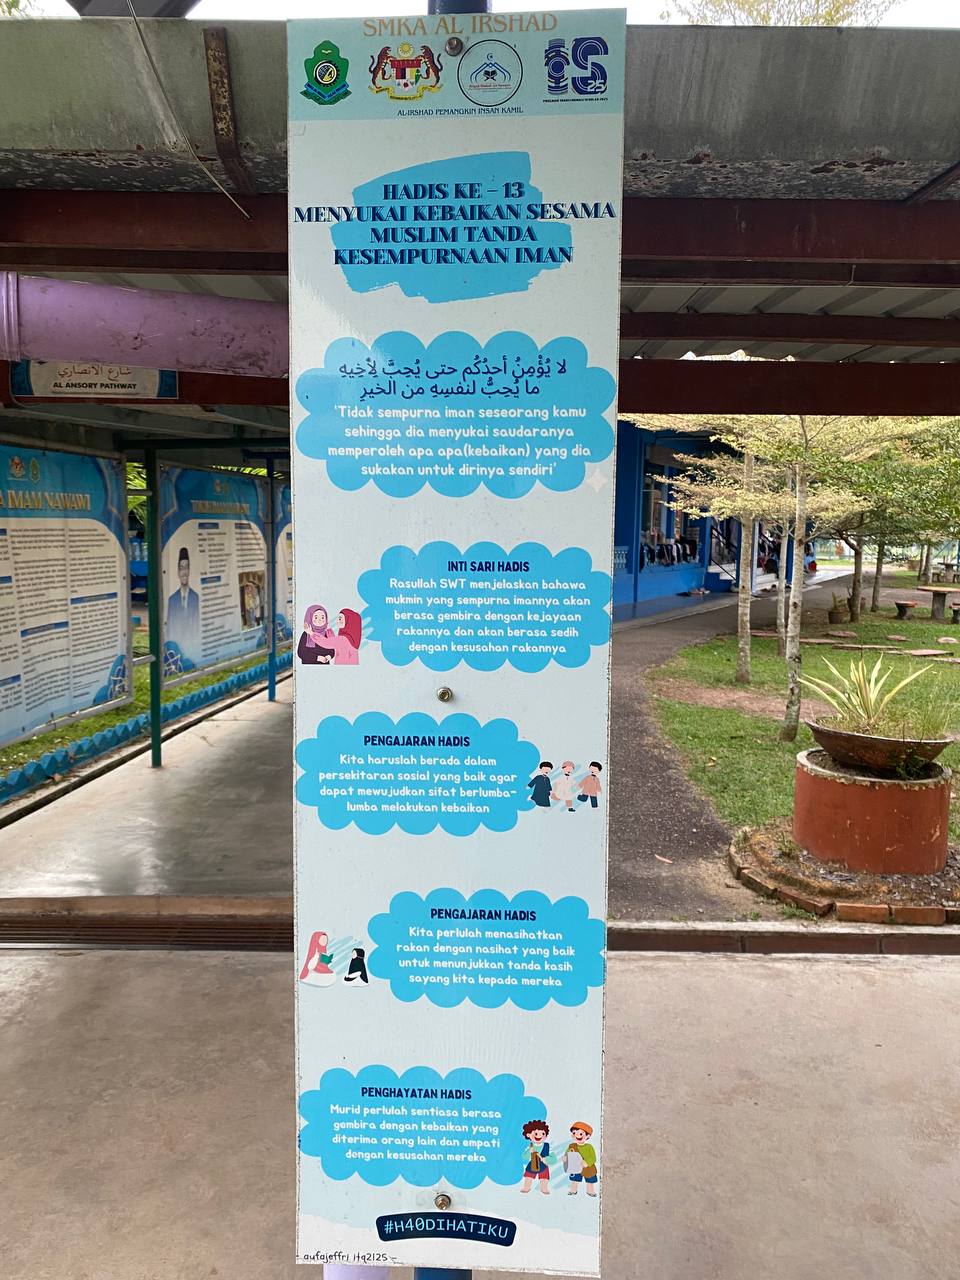 SMKA AL IRSHAD
AL-IRSHAD PEMANGKIN INSAN KAMIL
HADIS KE – 13
MENYUKAI KEBAIKAN SESAMA
MUSLIM TANDA
KESEMPURNAAN IMAN
لا يُؤْمِنُ أحدُكُم حتى يُحِبَّ لِأَخِيهِ
ما يُحِبُّ لنفسِهِ من الخيرِ
'Tidak sempurna iman seseorang kamu
sehingga dia menyukai saudaranya
memperoleh apa apa(kebaikan) yang dia
sukakan untuk dirinya sendiri'
INTI SARI HADIS
Rasullah SWT menjelaskan bahawa
mukmin yang sempurna imannya akan
berasa gembira dengan kejayaan
rakannya dan akan berasa sedih
dengan kesusahan rakannya
PENGAJARAN HADIS
Kita haruslah berada dalam
persekitaran sosial yang baik agar
dapat mewujudkan sifat berlumba-
lumba melakukan kebaikan
PENGAJARAN HADIS
Kita perlulah menasihatkan
rakan dengan nasihat yang baik
untuk menunjukkan tanda kasih
sayang kita kepada mereka
PENGHAYATAN HADIS
Murid perlulah sentiasa berasa
gembira dengan kebaikan yang
diterima orang lain dan empati
dengan kesusahan mereka
#H40DIHATIKU
- aufajeffri itq2125 -
شارع الأنصاري
AL ANSORY PATHWAY
IMAM NAWAWI